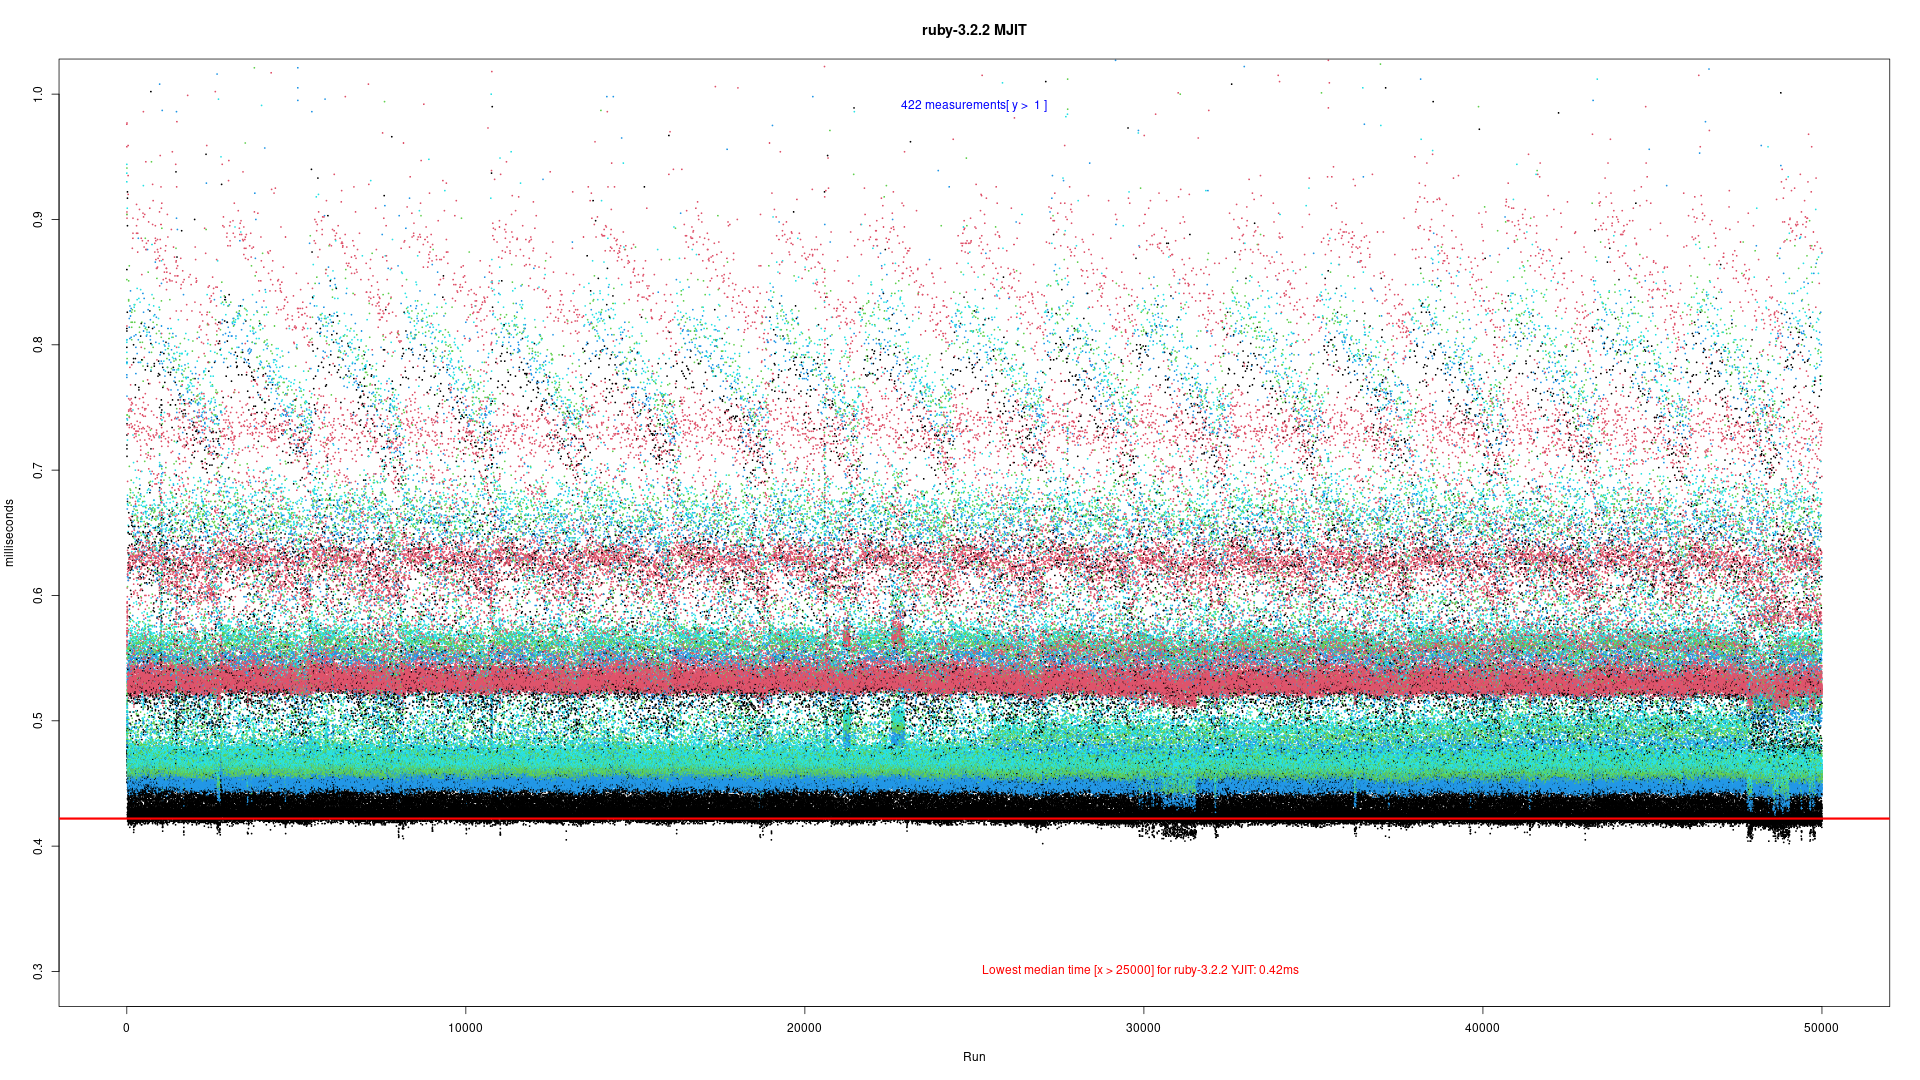 ruby-3.2.2 MJIT
422 measurements[ y > 1 ]
milliseconds
1.0
0.9
0.8
0.7
0.6
0.5
0.4
0.3
Lowest median time [x > 25000] for ruby-3.2.2 YJIT: 0.42ms
0 10000 20000 30000 40000 50000
Run